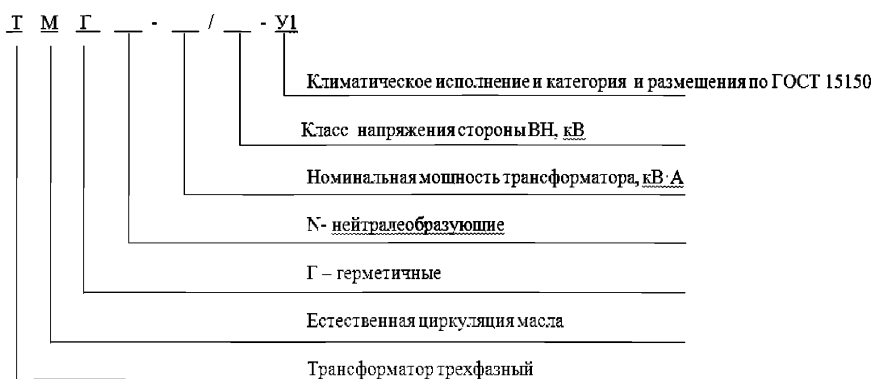 Т М Г __ - __ / __ - У1
Климатическое исполнение и категория и размещения по ГОСТ 15150
Класс напряжения стороны ВН, кВ
Номинальная мощность трансформатора, кВ·А
N- нейтралеобразующие
Г – герметичные
Естественная циркуляция масла
Трансформатор трехфазный